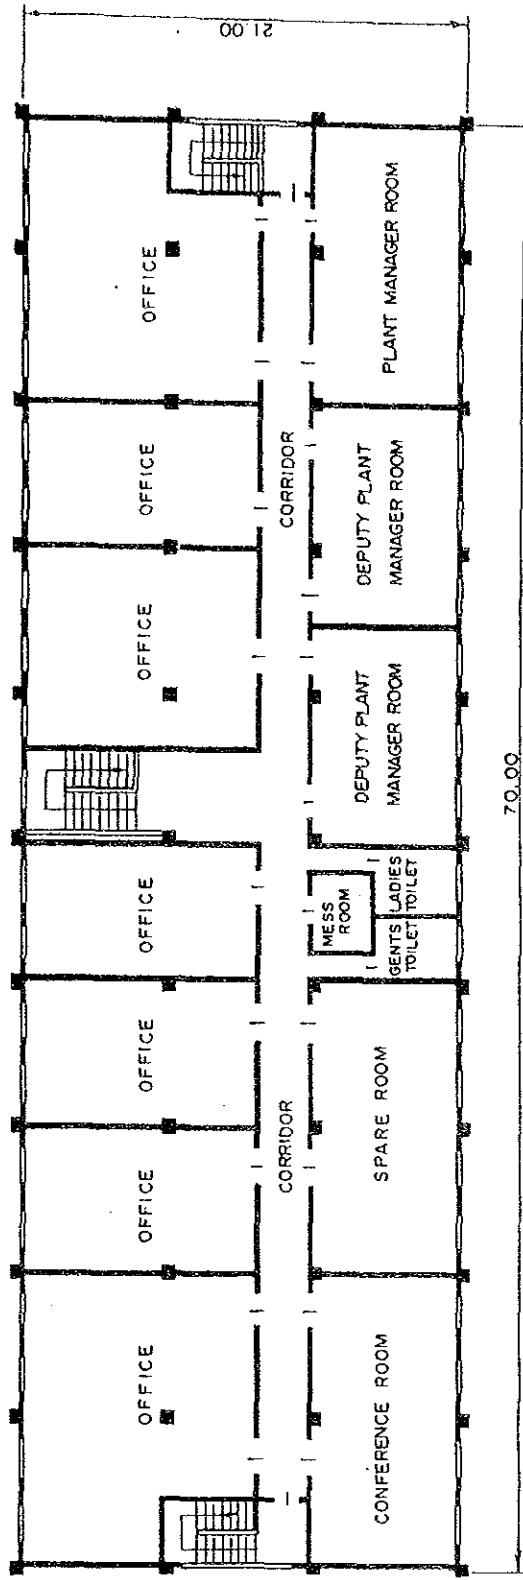 21.00
OFFICE
OFFICE
OFFICE
OFFICE
OFFICE
OFFICE
OFFICE
CORRIDOR
CORRIDOR
CONFERENCE ROOM
SPARE ROOM
MESS
ROOM
GENTS
TOILET
LADIES
TOILET
DEPUTY PLANT
MANAGER ROOM
DEPUTY PLANT
MANAGER ROOM
PLANT MANAGER ROOM
70.00